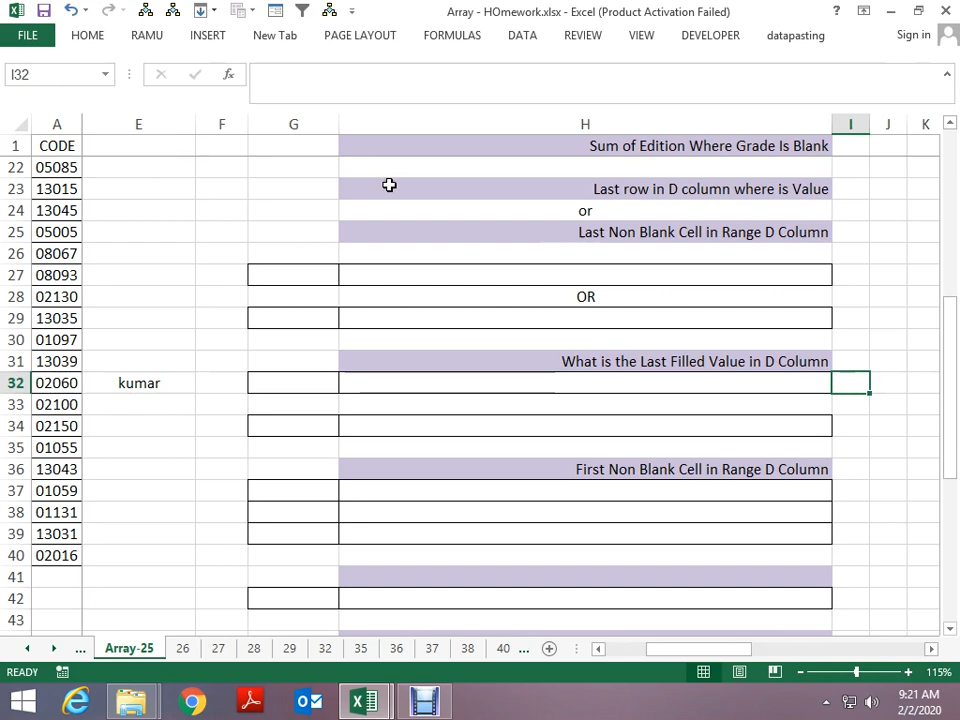 Array - HOmework.xlsx - Excel (Product Activation Failed)
FILE HOME RAMU INSERT New Tab PAGE LAYOUT FORMULAS DATA REVIEW VIEW DEVELOPER datapasting Sign in
I32 fx
A E F G H I J K
1 CODE Sum of Edition Where Grade Is Blank
22 05085
23 13015 Last row in D column where is Value
24 13045 or
25 05005 Last Non Blank Cell in Range D Column
26 08067
27 08093
28 02130 OR
29 13035
30 01097
31 13039 What is the Last Filled Value in D Column
32 02060 kumar
33 02100
34 02150
35 01055
36 13043 First Non Blank Cell in Range D Column
37 01059
38 01131
39 13031
40 02016
41
42
43
... Array-25 26 27 28 29 32 35 36 37 38 40 ...
READY 115%
9:21 AM
2/2/2020